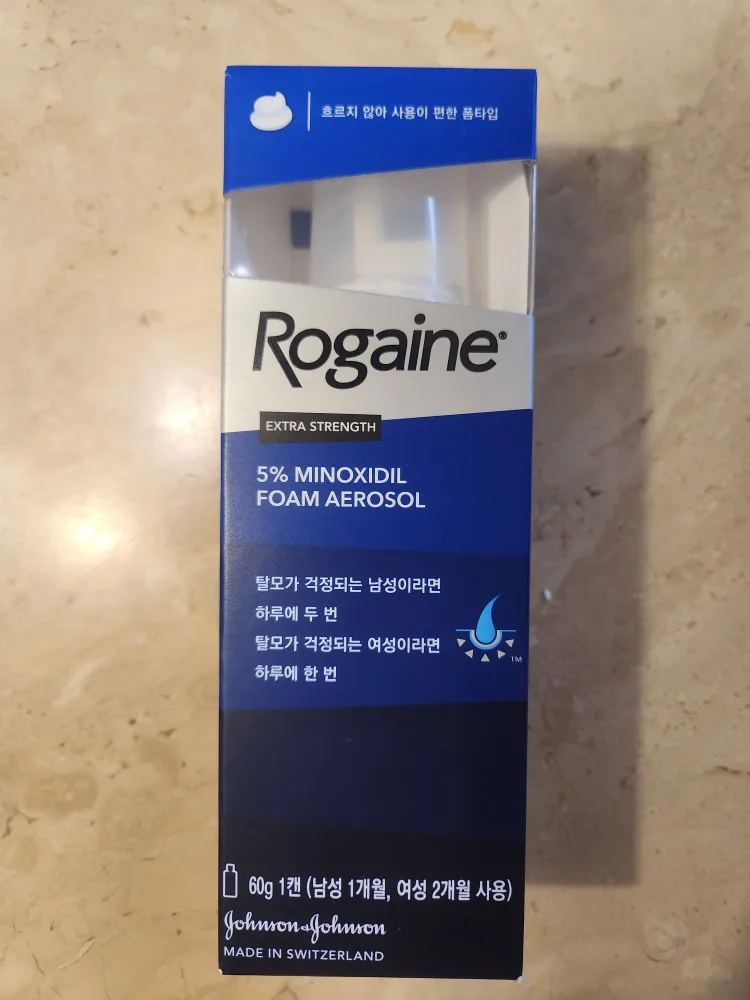 흐르지 않아 사용이 편한 폼타입
Rogaine®
EXTRA STRENGTH
5% MINOXIDIL
FOAM AEROSOL
탈모가 걱정되는 남성이라면
하루에 두 번
탈모가 걱정되는 여성이라면
하루에 한 번
TM
60g 1캔 (남성 1개월, 여성 2개월 사용)
Johnson & Johnson
MADE IN SWITZERLAND